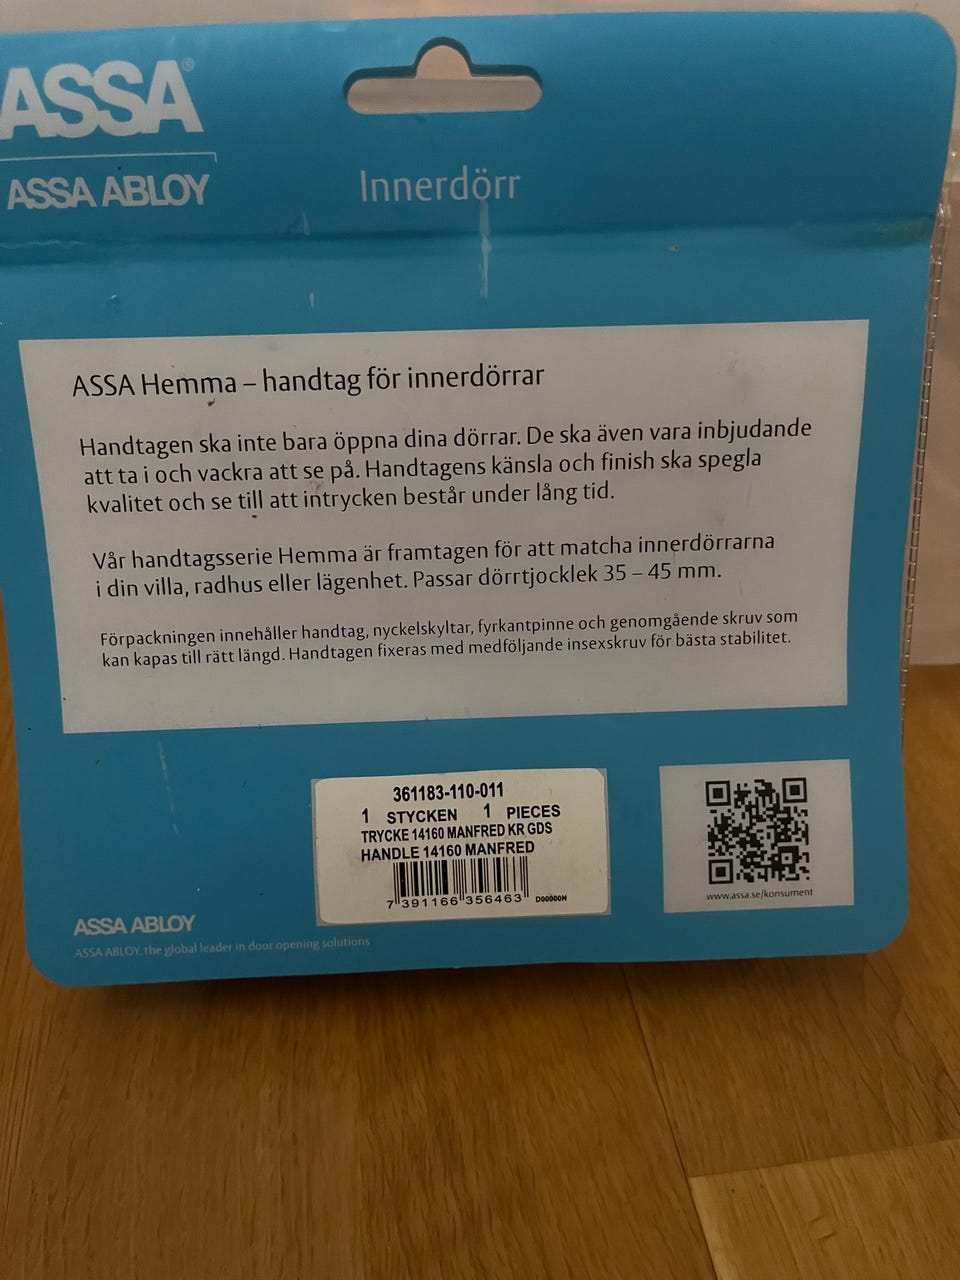 ASSA®
ASSA ABLOY
Innerdörr
ASSA Hemma – handtag för innerdörrar
Handtagen ska inte bara öppna dina dörrar. De ska även vara inbjudande
att ta i och vackra att se på. Handtagens känsla och finish ska spegla
kvalitet och se till att intrycken består under lång tid.
Vår handtagsserie Hemma är framtagen för att matcha innerdörrarna
i din villa, radhus eller lägenhet. Passar dörrtjocklek 35 – 45 mm.
Förpackningen innehåller handtag, nyckelskyltar, fyrkantpinne och genomgående skruv som
kan kapas till rätt längd. Handtagen fixeras med medföljande insexskruv för bästa stabilitet.
361183-110-011
1 STYCKEN 1 PIECES
TRYCKE 14160 MANFRED KR GDS
HANDLE 14160 MANFRED
7 391166 356463 D00000N
www.assa.se/konsument
ASSA ABLOY
ASSA ABLOY, the global leader in door opening solutions